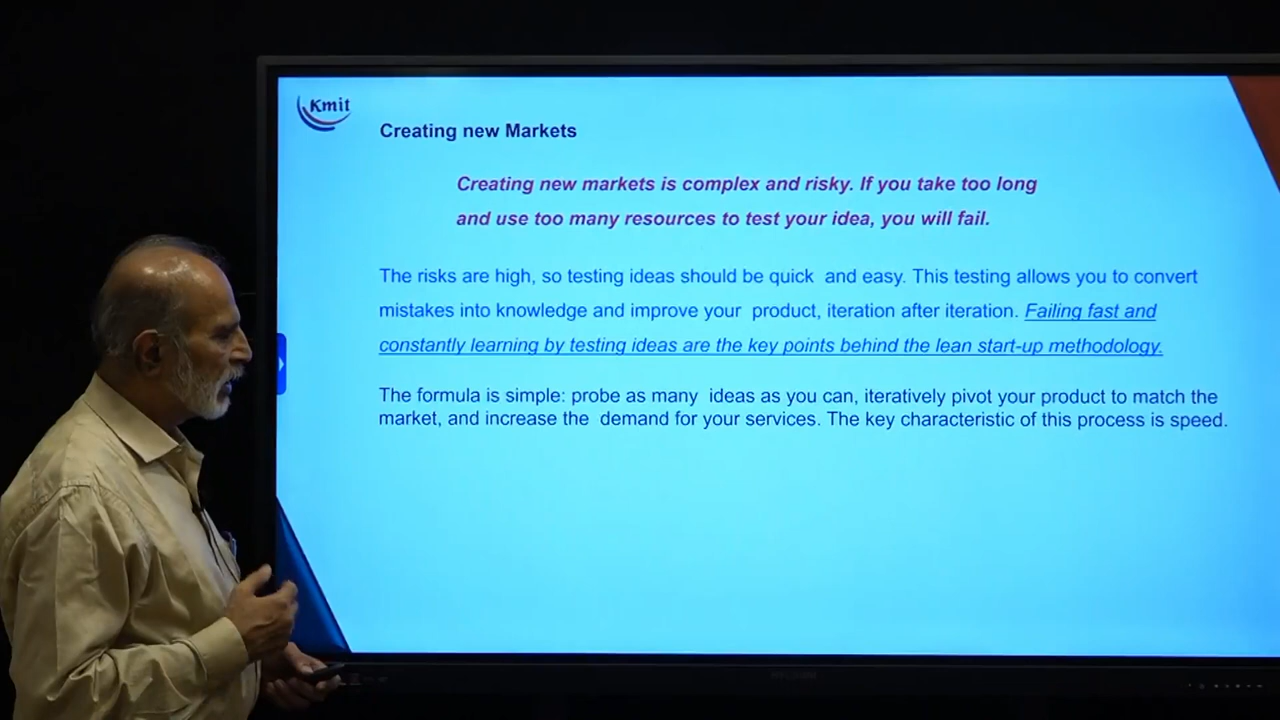 Kmit
Creating new Markets
Creating new markets is complex and risky. If you take too long
and use too many resources to test your idea, you will fail.
The risks are high, so testing ideas should be quick and easy. This testing allows you to convert
mistakes into knowledge and improve your product, iteration after iteration. Failing fast and
constantly learning by testing ideas are the key points behind the lean start-up methodology.
The formula is simple: probe as many ideas as you can, iteratively pivot your product to match the
market, and increase the demand for your services. The key characteristic of this process is speed.